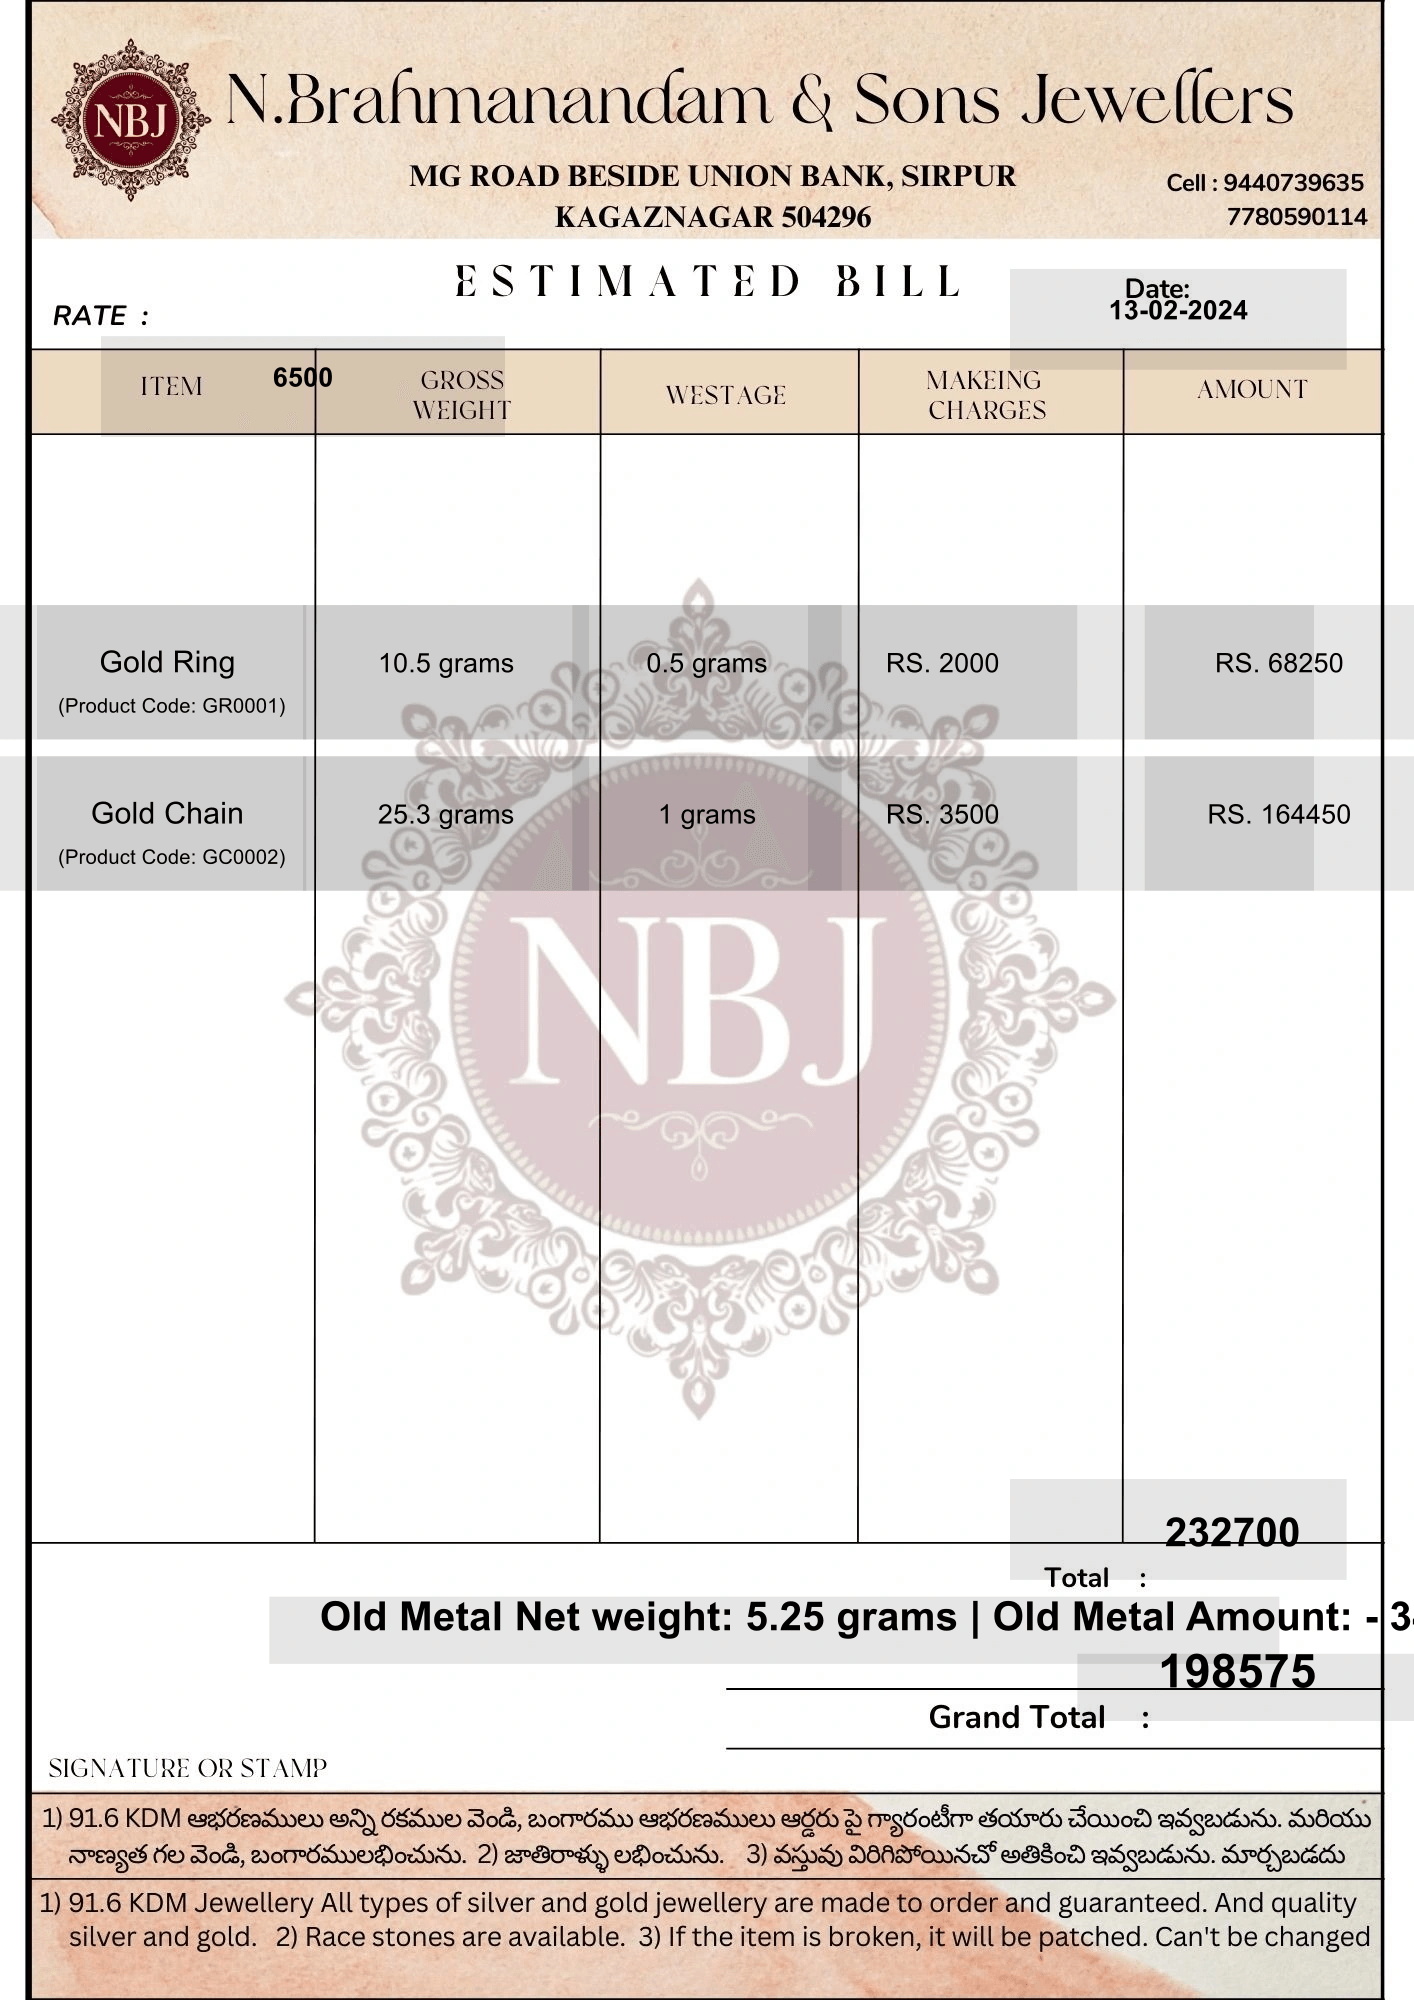 NBJ
N.Brahmanandam & Sons Jewellers
MG ROAD BESIDE UNION BANK, SIRPUR
KAGAZNAGAR 504296
Cell : 9440739635
7780590114
ESTIMATED BILL
Date:
13-02-2024
RATE :
6500
ITEM GROSS WEIGHT WESTAGE MAKEING CHARGES AMOUNT
Gold Ring 10.5 grams 0.5 grams RS. 2000 RS. 68250
(Product Code: GR0001)
Gold Chain 25.3 grams 1 grams RS. 3500 RS. 164450
(Product Code: GC0002)
NBJ
232700
Total :
Old Metal Net weight: 5.25 grams | Old Metal Amount: - 3
198575
Grand Total :
SIGNATURE OR STAMP
1) 91.6 KDM ఆభరణములు అన్ని రకముల వెండి, బంగారము ఆభరణములు ఆర్డరు పై గ్యారంటీగా తయారు చేయించి ఇవ్వబడును. మరియు
నాణ్యత గల వెండి, బంగారములభించును. 2) జాతిరాళ్ళు లభించును. 3) వస్తువు విరిగిపోయినచో అతికించి ఇవ్వబడును. మార్చబడదు
1) 91.6 KDM Jewellery All types of silver and gold jewellery are made to order and guaranteed. And quality
silver and gold. 2) Race stones are available. 3) If the item is broken, it will be patched. Can't be changed